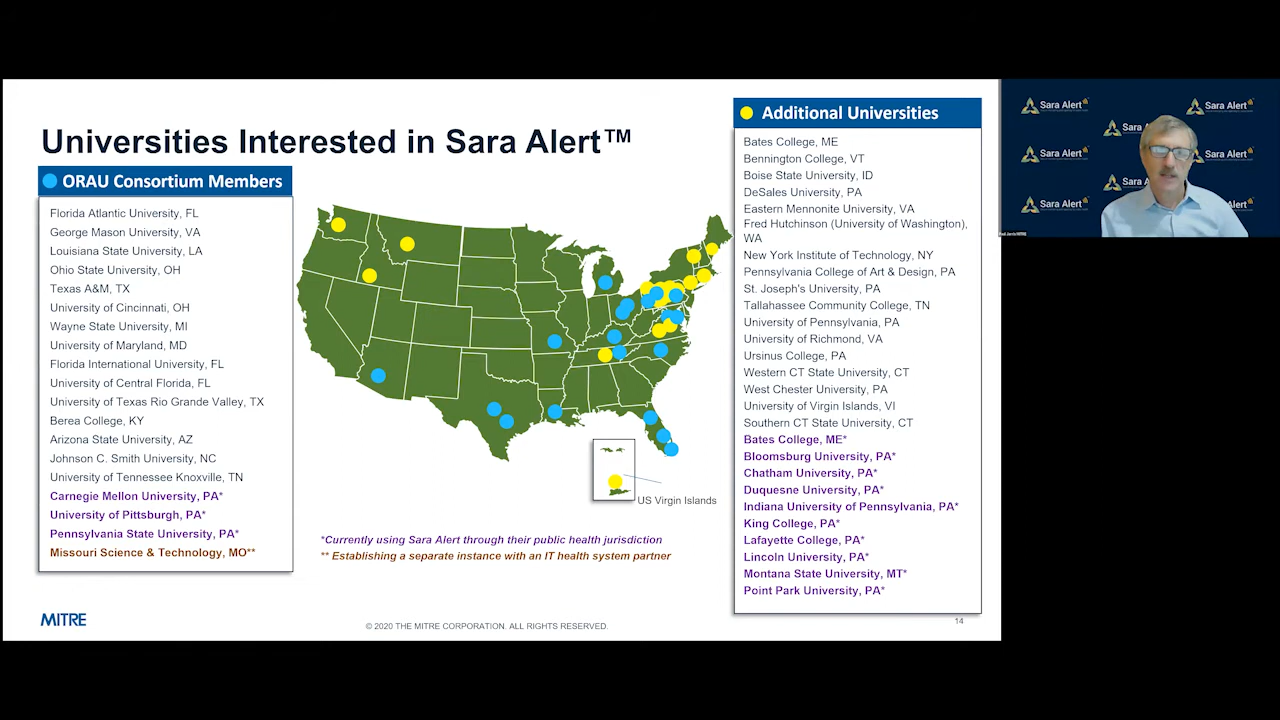 Universities Interested in Sara Alert™
ORAU Consortium Members
Florida Atlantic University, FL
George Mason University, VA
Louisiana State University, LA
Ohio State University, OH
Texas A&M, TX
University of Cincinnati, OH
Wayne State University, MI
University of Maryland, MD
Florida International University, FL
University of Central Florida, FL
University of Texas Rio Grande Valley, TX
Berea College, KY
Arizona State University, AZ
Johnson C. Smith University, NC
University of Tennessee Knoxville, TN
Carnegie Mellon University, PA*
University of Pittsburgh, PA*
Pennsylvania State University, PA*
Missouri Science & Technology, MO**
US Virgin Islands
*Currently using Sara Alert through their public health jurisdiction
** Establishing a separate instance with an IT health system partner
Additional Universities
Bates College, ME
Bennington College, VT
Boise State University, ID
DeSales University, PA
Eastern Mennonite University, VA
Fred Hutchinson (University of Washington),
WA
New York Institute of Technology, NY
Pennsylvania College of Art & Design, PA
St. Joseph's University, PA
Tallahassee Community College, TN
University of Pennsylvania, PA
University of Richmond, VA
Ursinus College, PA
Western CT State University, CT
West Chester University, PA
University of Virgin Islands, VI
Southern CT State University, CT
Bates College, ME*
Bloomsburg University, PA*
Chatham University, PA*
Duquesne University, PA*
Indiana University of Pennsylvania, PA*
King College, PA*
Lafayette College, PA*
Lincoln University, PA*
Montana State University, MT*
Point Park University, PA*
MITRE
© 2020 THE MITRE CORPORATION. ALL RIGHTS RESERVED.
14
Sara Alert
Sara Alert
Sara A
Sara Alert
Sara Alert
Sara A
Sara Alert
Alert